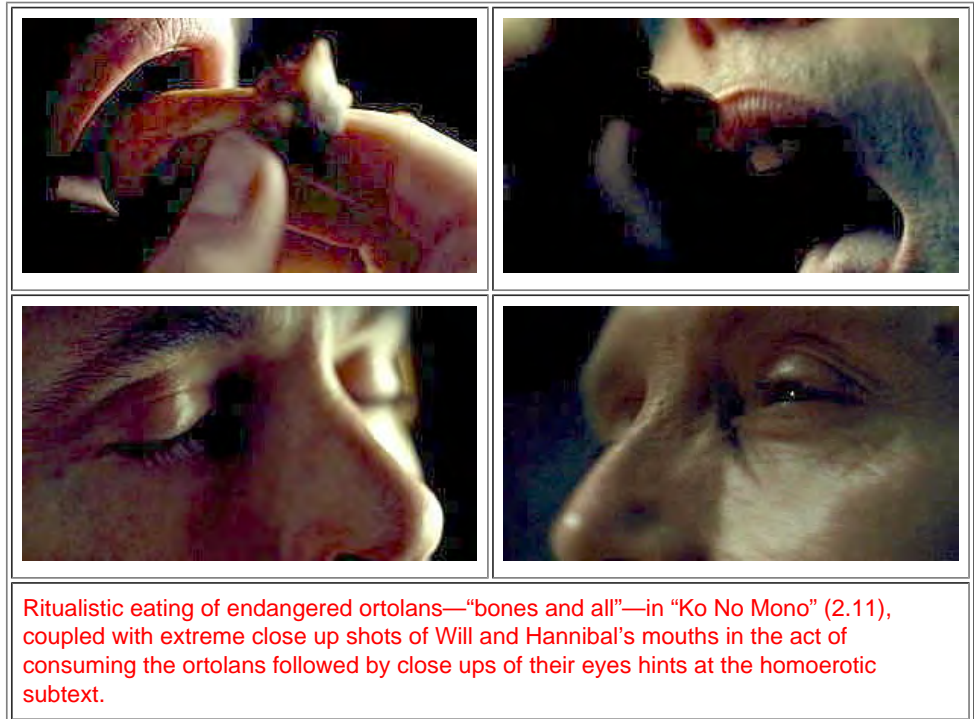 Ritualistic eating of endangered ortolans—“bones and all”—in “Ko No Mono” (2.11),
coupled with extreme close up shots of Will and Hannibal’s mouths in the act of
consuming the ortolans followed by close ups of their eyes hints at the homoerotic
subtext.